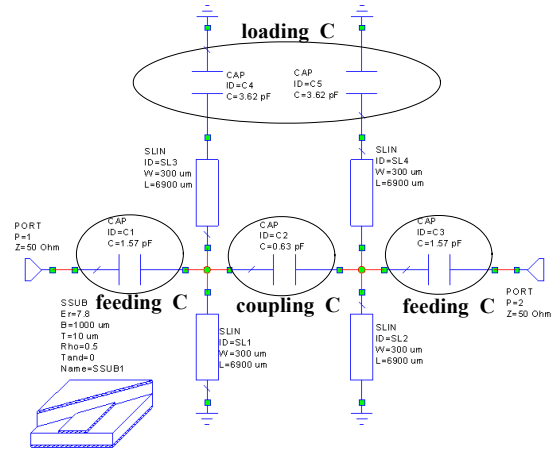 loading C
CAP
ID=C4
C=3.62 pF
CAP
ID=C5
C=3.62 pF
SLIN
ID=SL3
W=300 um
L=6900 um
SLIN
ID=SL4
W=300 um
L=6900 um
PORT
P=1
Z=50 Ohm
CAP
ID=C1
C=1.57 pF
CAP
ID=C2
C=0.63 pF
CAP
ID=C3
C=1.57 pF
feeding C
coupling C
feeding C
PORT
P=2
Z=50 Ohm
SSUB
Er=7.8
B=1000 um
T=10 um
Rho=0.5
Tand=0
Name=SSUB1
SLIN
ID=SL1
W=300 um
L=6900 um
SLIN
ID=SL2
W=300 um
L=6900 um